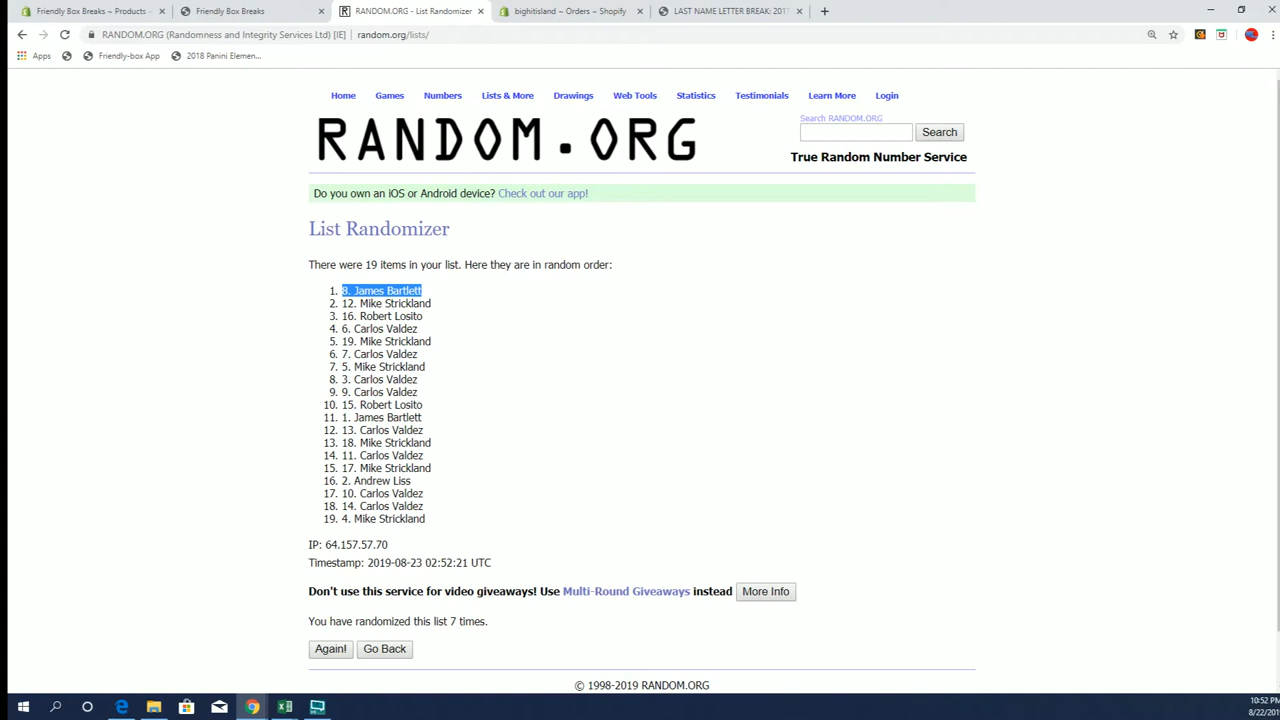 Friendly Box Breaks ~ Products ~
Friendly Box Breaks
RANDOM.ORG - List Randomizer
bighitisland ~ Orders ~ Shopify
LAST NAME LETTER BREAK: 2017
RANDOM.ORG (Randomness and Integrity Services Ltd) [IE] | random.org/lists/
Apps
Friendly-box App
2018 Panini Elemen...
Home Games Numbers Lists & More Drawings Web Tools Statistics Testimonials Learn More Login
RANDOM.ORG
Search RANDOM.ORG
Search
True Random Number Service
Do you own an iOS or Android device? Check out our app!
List Randomizer
There were 19 items in your list. Here they are in random order:
1. 8. James Bartlett
2. 12. Mike Strickland
3. 16. Robert Losito
4. 6. Carlos Valdez
5. 19. Mike Strickland
6. 7. Carlos Valdez
7. 5. Mike Strickland
8. 3. Carlos Valdez
9. 9. Carlos Valdez
10. 15. Robert Losito
11. 1. James Bartlett
12. 13. Carlos Valdez
13. 18. Mike Strickland
14. 11. Carlos Valdez
15. 17. Mike Strickland
16. 2. Andrew Liss
17. 10. Carlos Valdez
18. 14. Carlos Valdez
19. 4. Mike Strickland
IP: 64.157.57.70
Timestamp: 2019-08-23 02:52:21 UTC
Don't use this service for video giveaways! Use Multi-Round Giveaways instead More Info
You have randomized this list 7 times.
Again! Go Back
© 1998-2019 RANDOM.ORG
10:52 PM
8/22/201